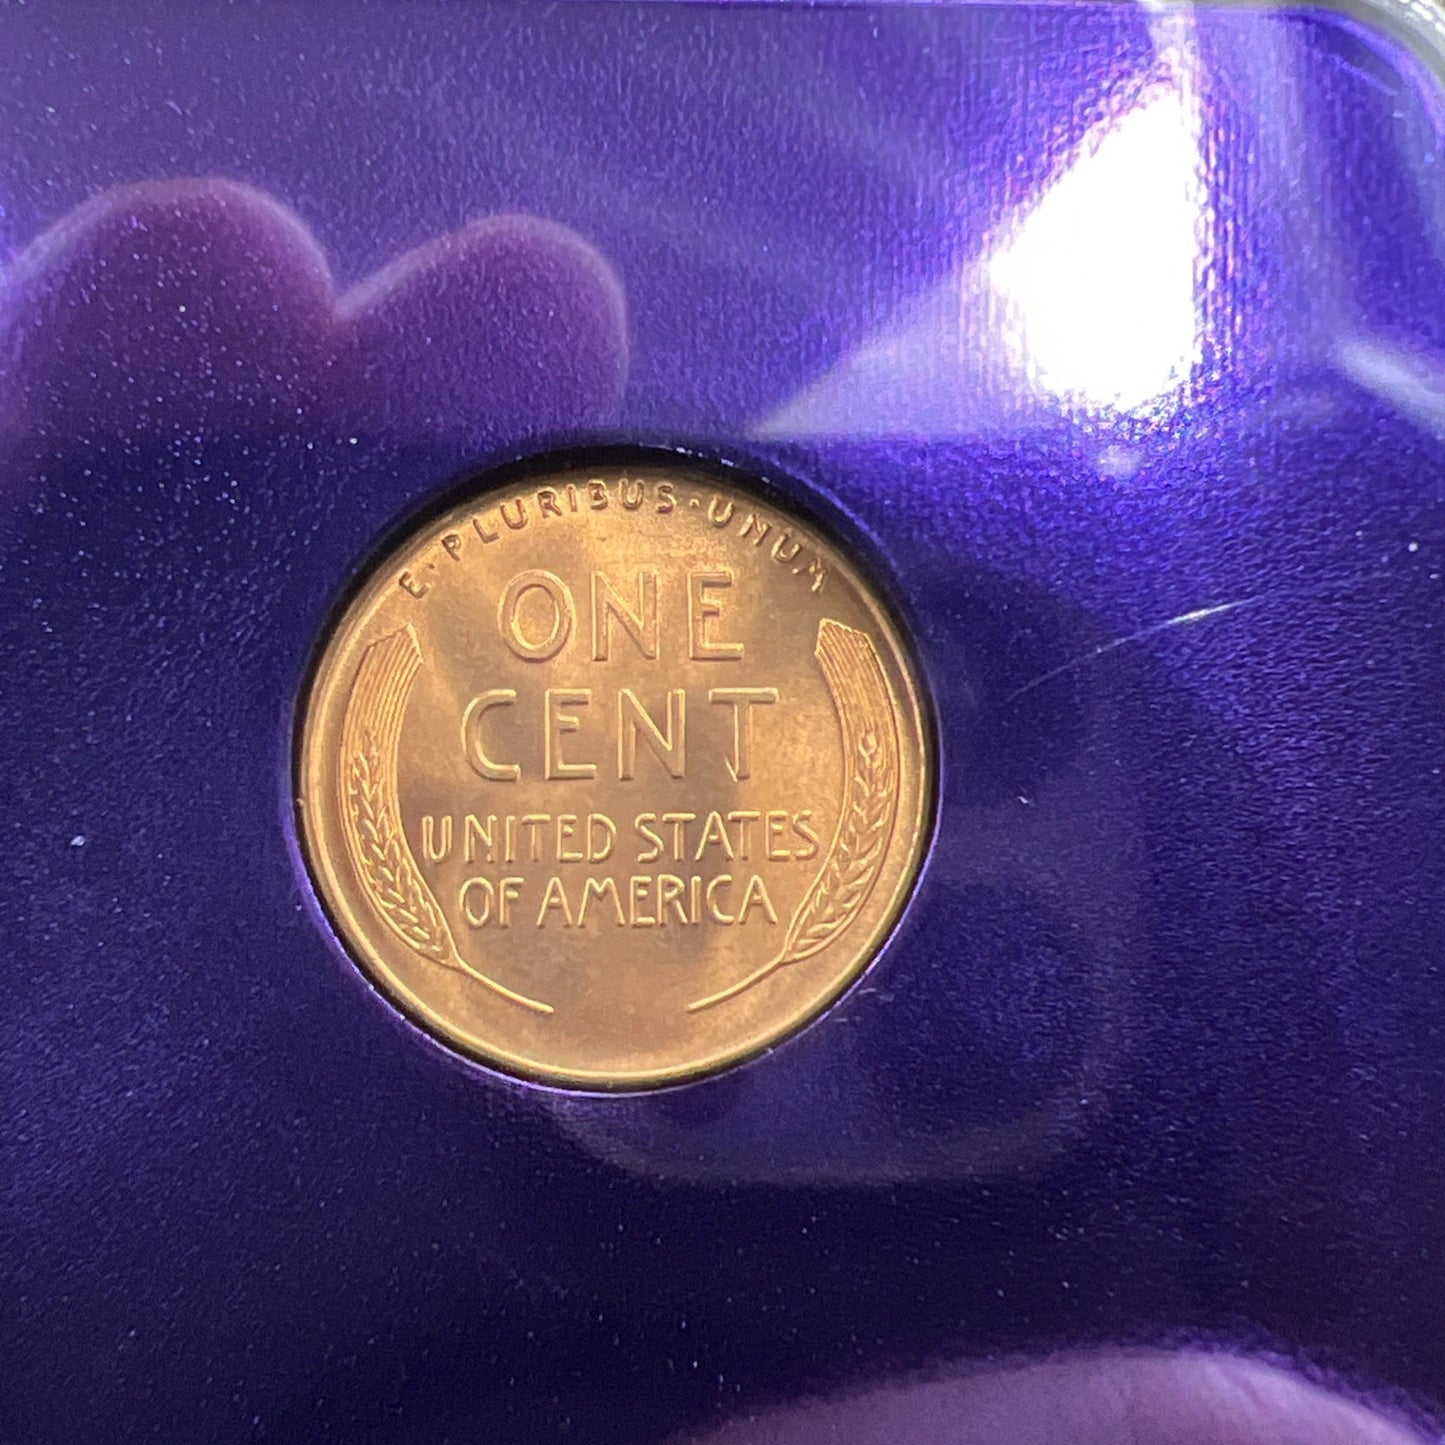 E·PLURIBUS·UNUM
ONE
CENT
UNITED STATES
OF AMERICA